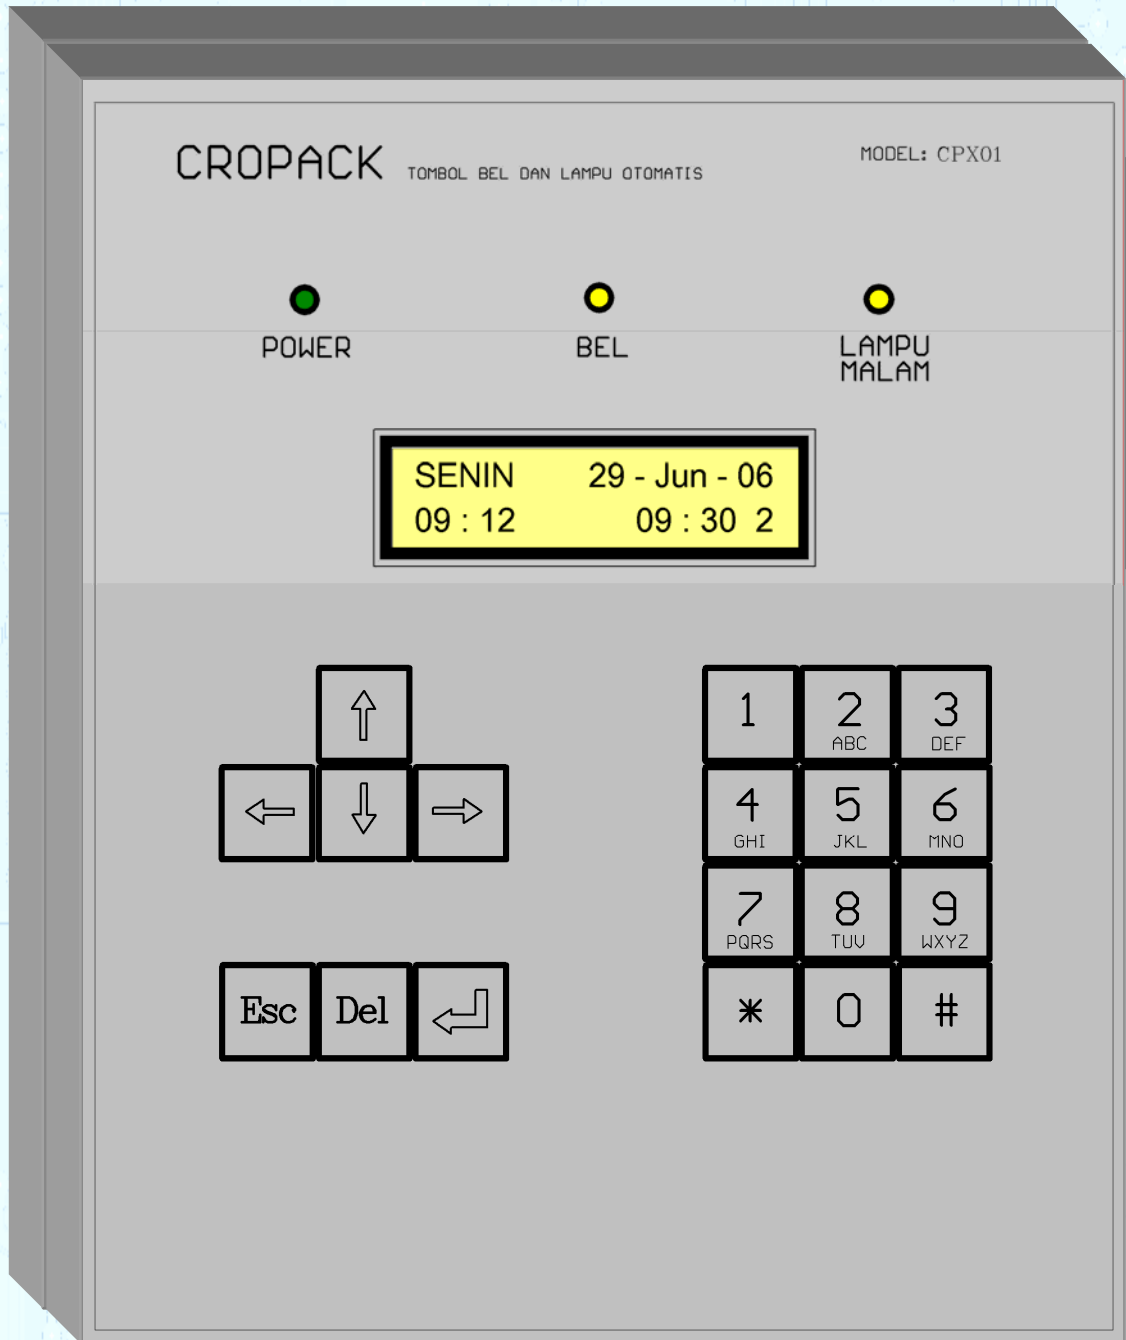 CROPACK TOMBOL BEL DAN LAMPU OTOMATIS MODEL: CPX01
POWER BEL LAMPU
MALAM
SENIN 29 - Jun - 06
09 : 12 09 : 30 2
1 2 3
ABC DEF
4 5 6
GHI JKL MNO
7 8 9
PQRS TUV WXYZ
Esc Del * 0 #